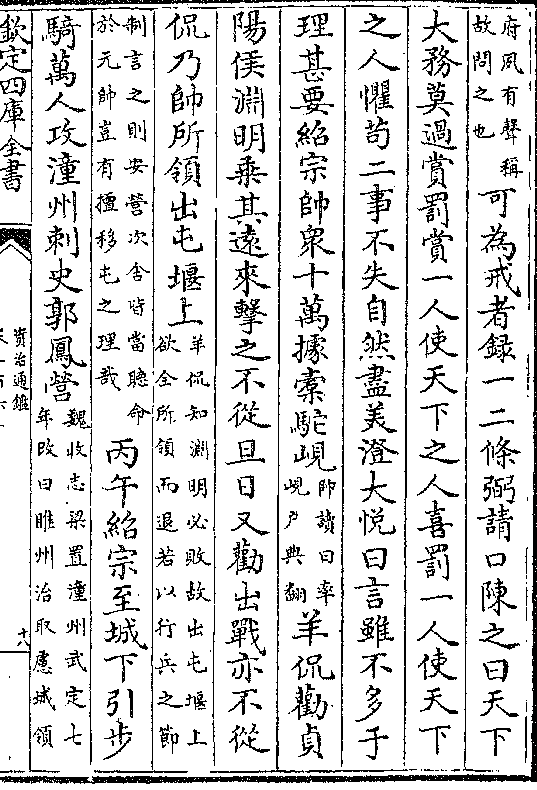 府風有聲稱
故問之也
可為戒者録一二條弼請口陳之曰天下
大務莫過賞罰賞一人使天下之人喜罰一人使天下
之人懼茍二事不失自然盡美澄大悦曰言雖不多于
理甚要紹宗帥衆十萬據橐駝峴
帥讀曰率
峴户典翻
羊侃勸貞
陽侯淵明乗其逺來擊之不從旦日又勸出戰亦不從
侃乃帥所領出屯堰上
羊侃知淵明必敗故出屯堰上
欲全所領而退若以行兵之節
制言之則安營次舍皆當聽命
於元帥豈有擅移屯之理哉
丙午紹宗至城下引步
騎萬人攻潼州刺史郭鳳營
魏收志梁置潼州武定七
年改曰睢州治取慮城領
欽定四庫全書
資治通鑑
十八